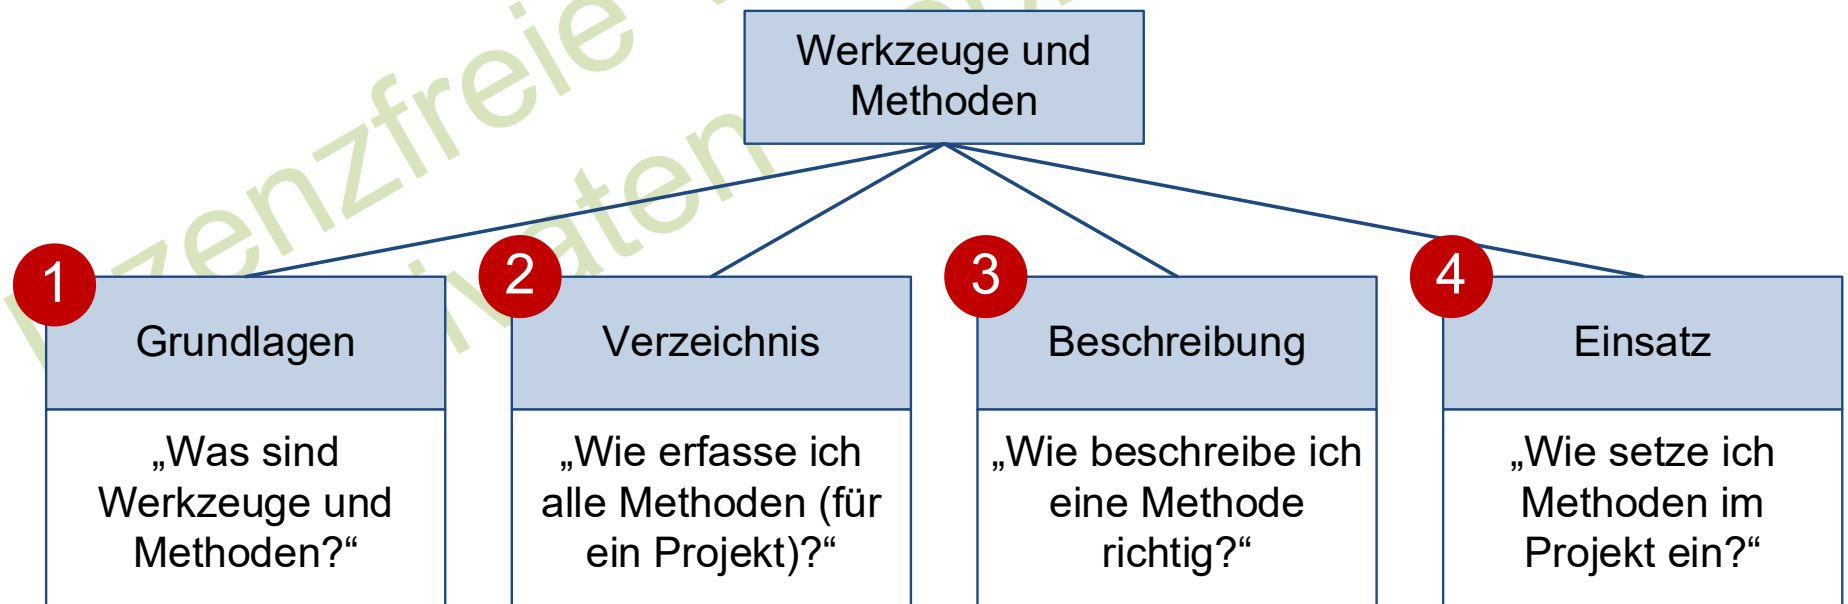 Werkzeuge und
Methoden
1
Grundlagen
„Was sind
Werkzeuge und
Methoden?“
2
Verzeichnis
„Wie erfasse ich
alle Methoden (für
ein Projekt)?“
3
Beschreibung
„Wie beschreibe ich
eine Methode
richtig?“
4
Einsatz
„Wie setze ich
Methoden im
Projekt ein?“